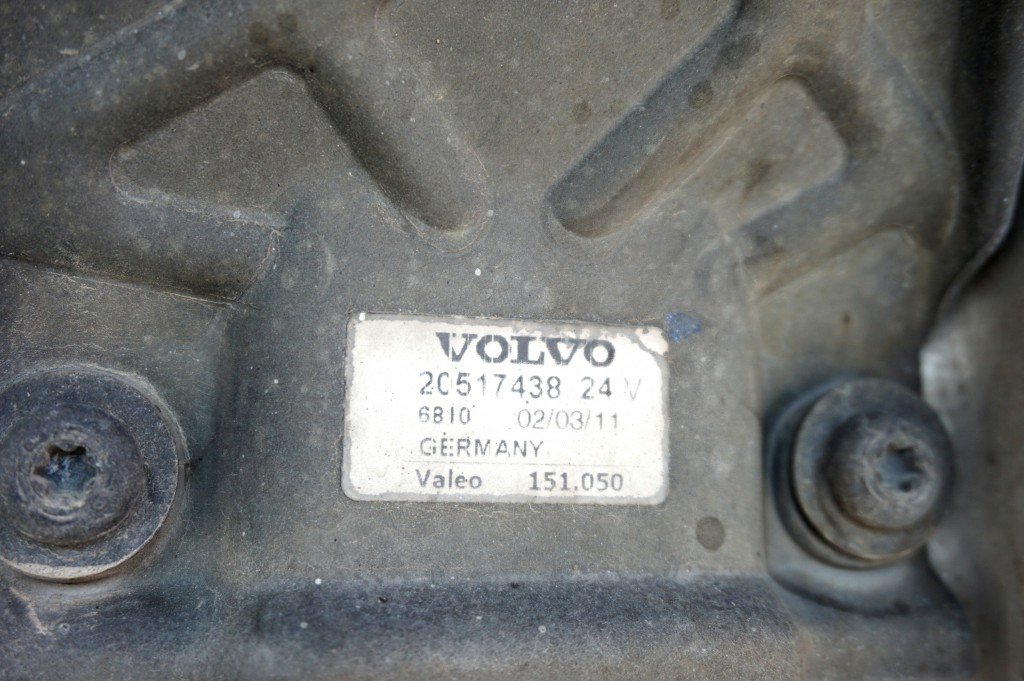 VOLVO
20517438 24 V
6810 02/03/11
GERMANY
Valeo 151.050